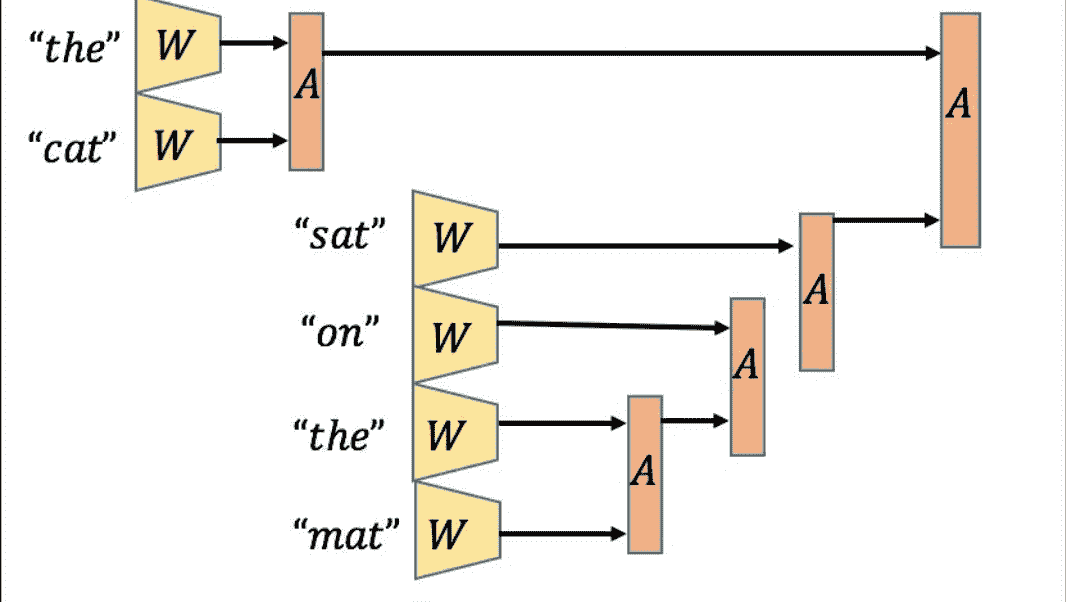 “the” W A A
“cat” W
“sat” W A
“on” W A
“the” W A
“mat” W